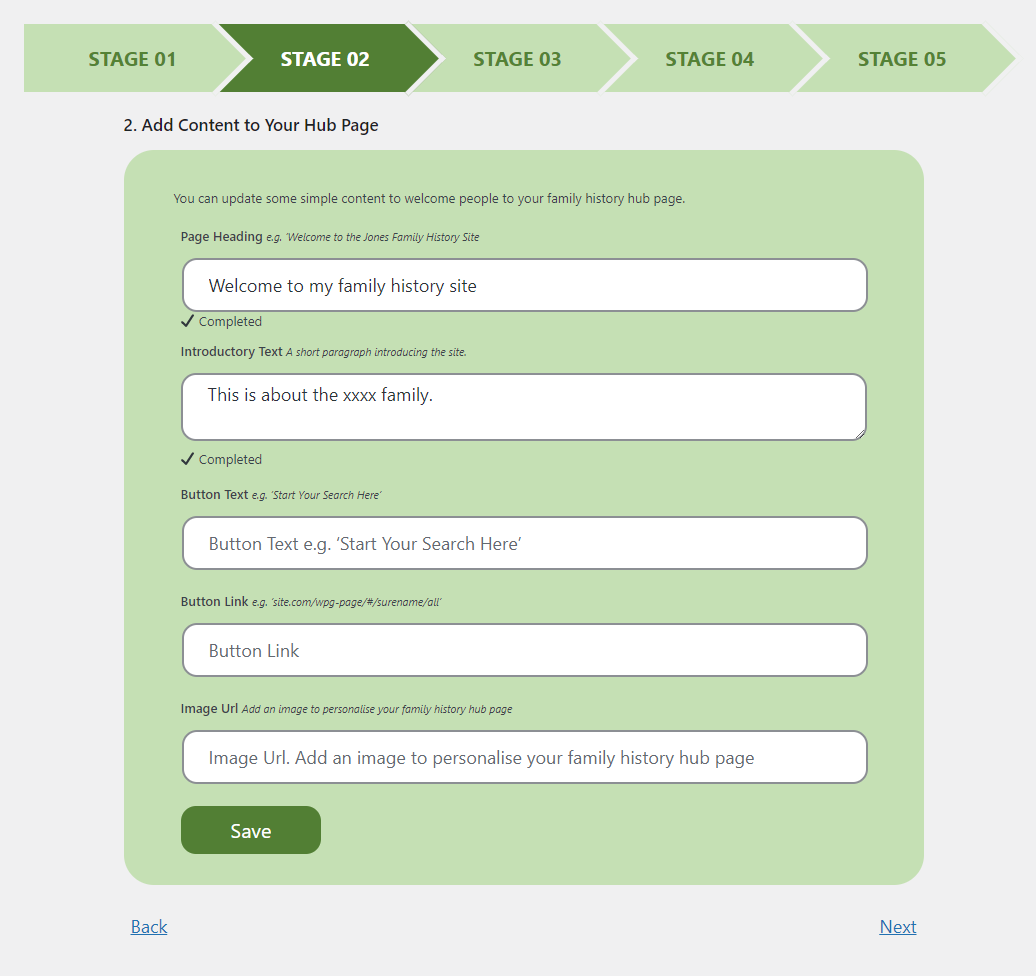 STAGE 01 STAGE 02 STAGE 03 STAGE 04 STAGE 05
2. Add Content to Your Hub Page
You can update some simple content to welcome people to your family history hub page.
Page Heading e.g. 'Welcome to the Jones Family History Site
Welcome to my family history site
Completed
Introductory Text A short paragraph introducing the site.
This is about the xxxx family.
Completed
Button Text e.g. 'Start Your Search Here'
Button Text e.g. ‘Start Your Search Here’
Button Link e.g. 'site.com/wpg-page/#/surename/all'
Button Link
Image Url Add an image to personalise your family history hub page
Image Url. Add an image to personalise your family history hub page
Save
Back Next